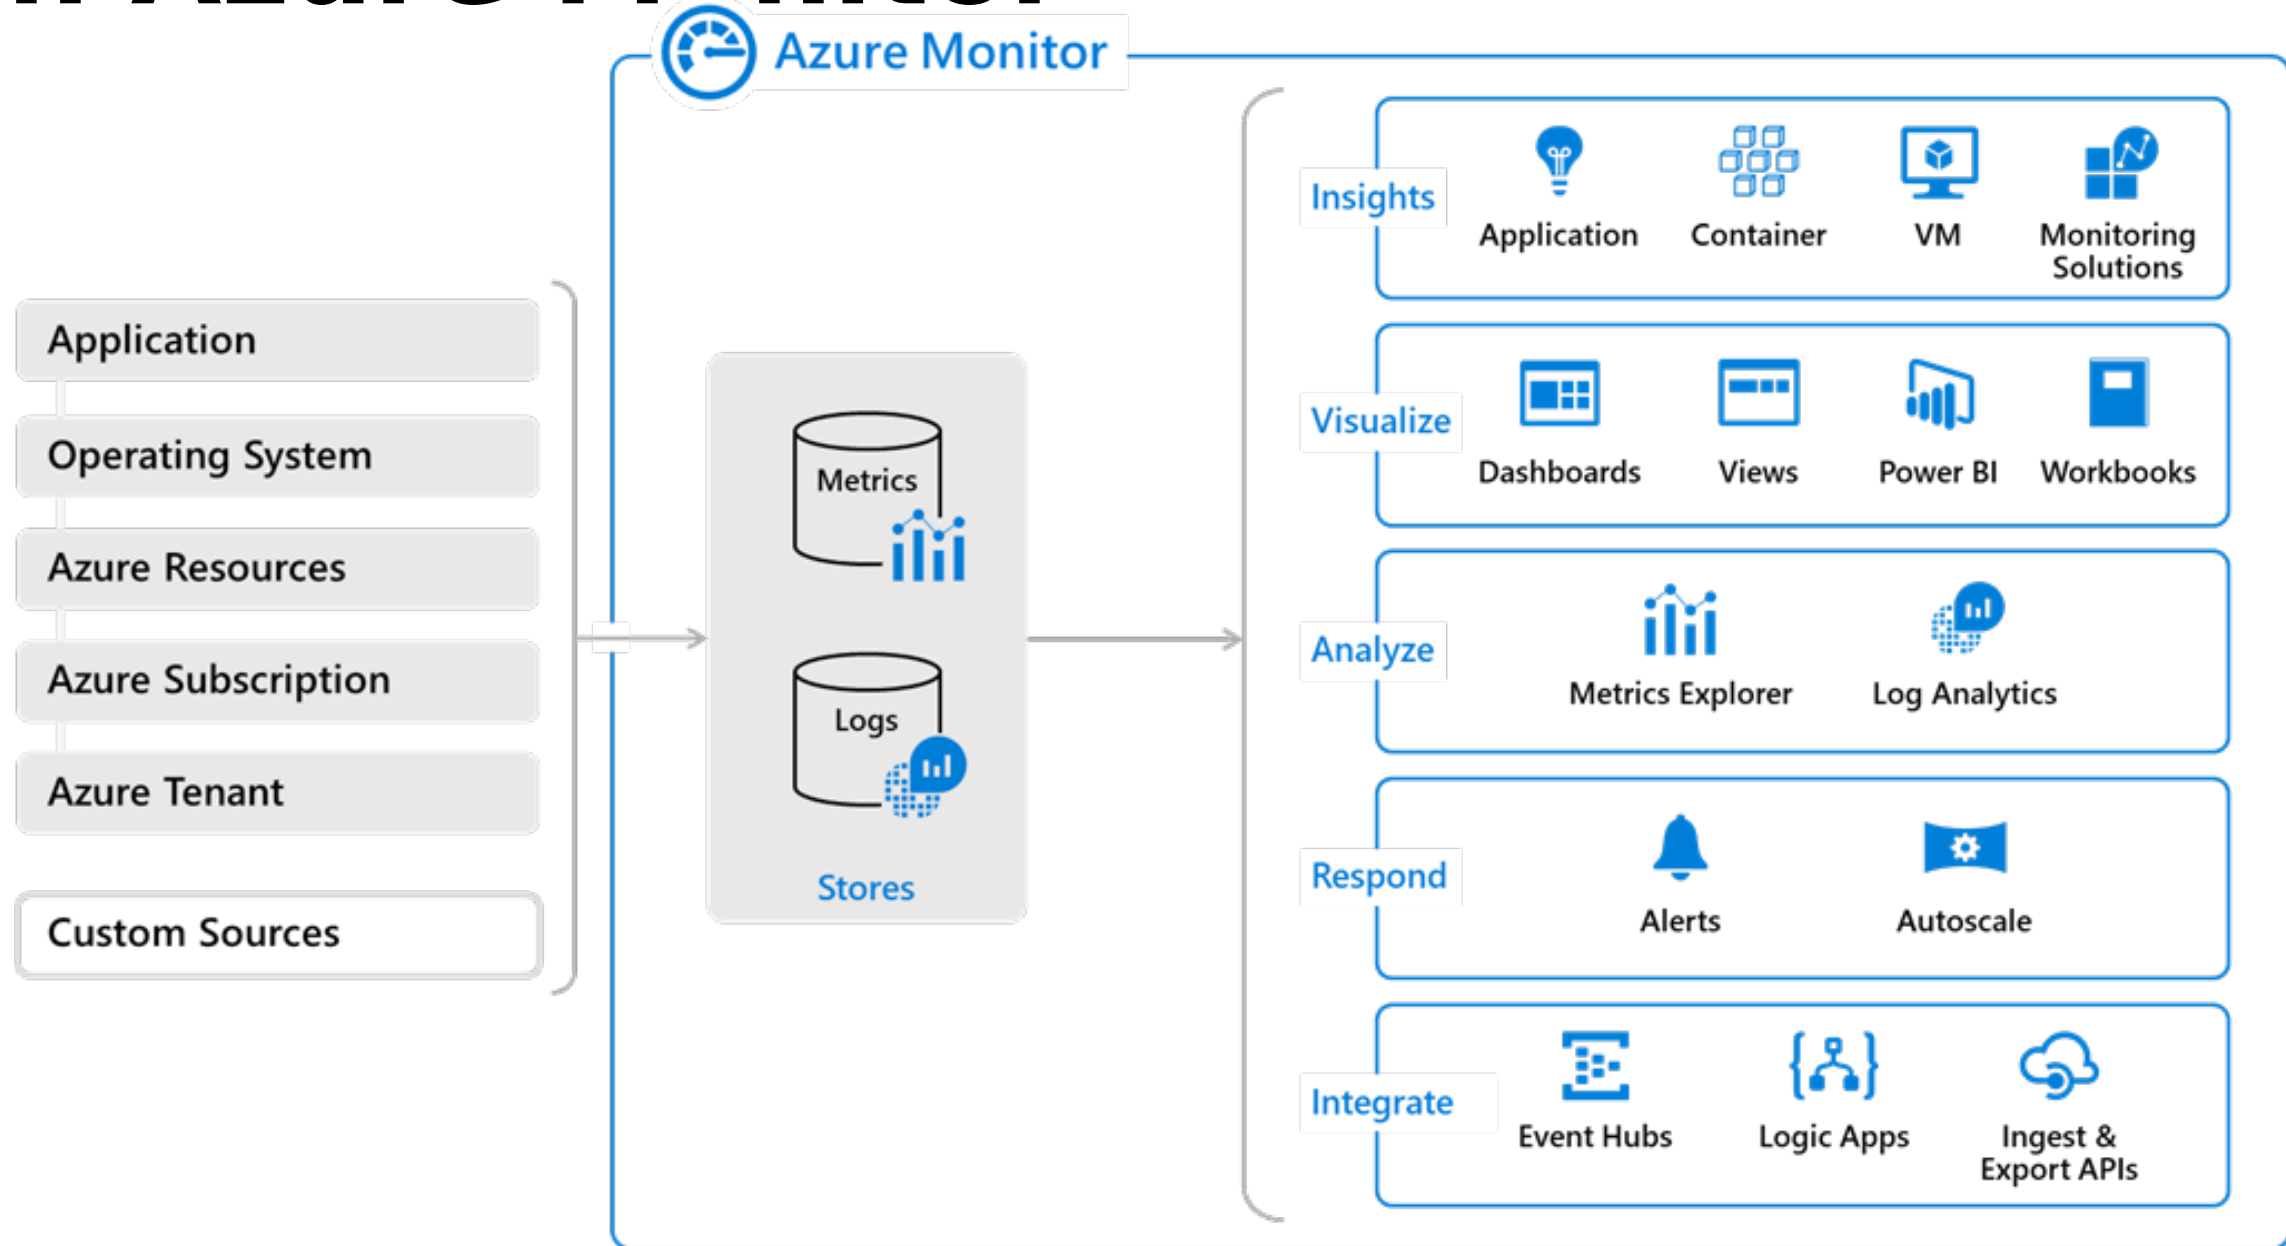 Azure Monitor
Azure Monitor
Application
Operating System
Azure Resources
Azure Subscription
Azure Tenant
Custom Sources
Metrics
Logs
Stores
Insights
Application
Container
VM
Monitoring
Solutions
Visualize
Dashboards
Views
Power BI
Workbooks
Analyze
Metrics Explorer
Log Analytics
Respond
Alerts
Autoscale
Integrate
Event Hubs
Logic Apps
Ingest &
Export APIs